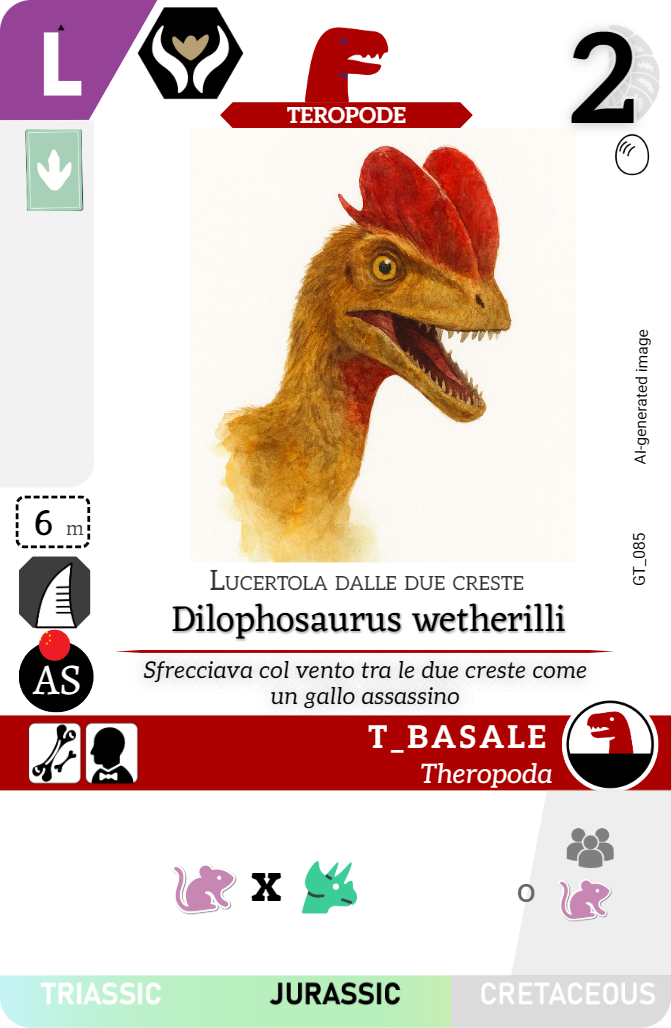 L
2
TEROPODE
AI-generated image
GT_085
6 m
AS
Lucertola dalle due creste
Dilophosaurus wetherilli
Sfrecciava col vento tra le due creste come
un gallo assassino
T_BASALE
Theropoda
x
o
TRIASSIC JURASSIC CRETACEOUS